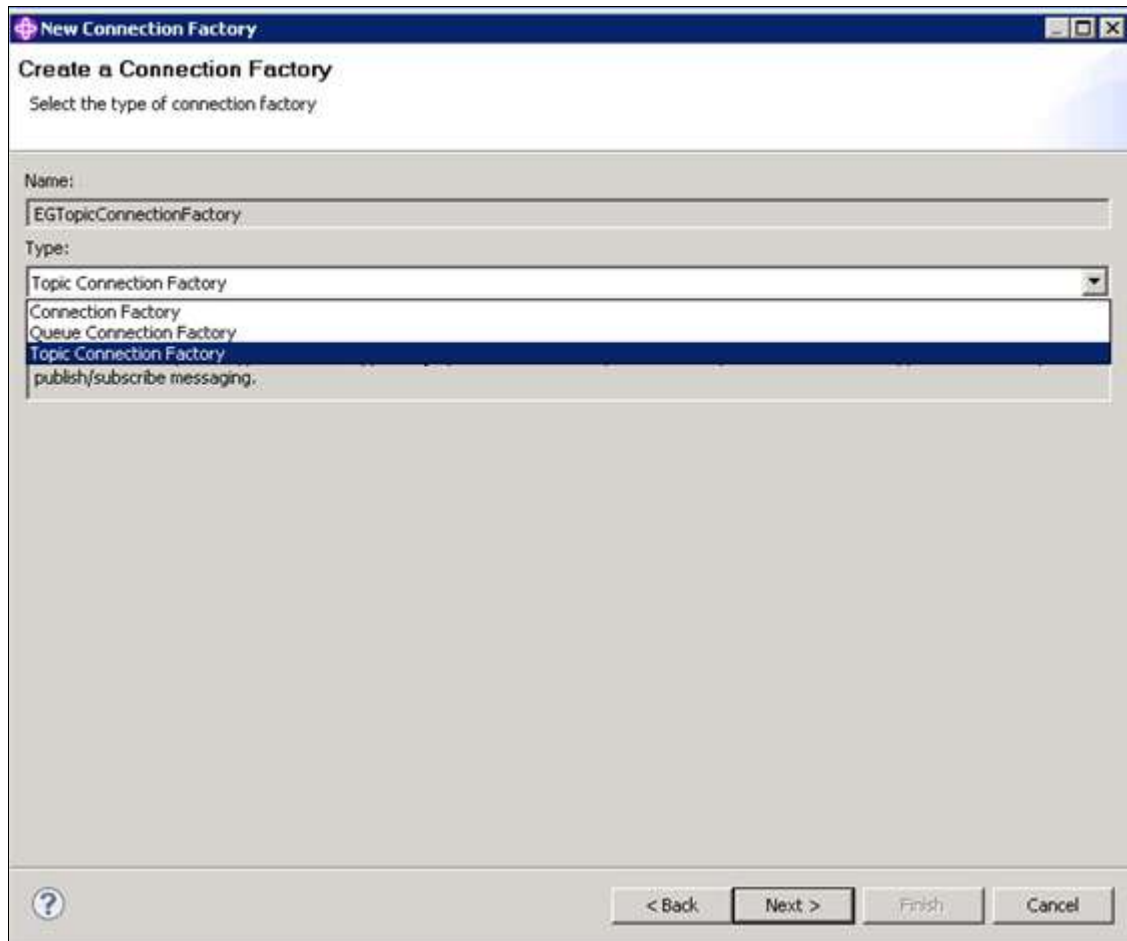 New Connection Factory
Create a Connection Factory
Select the type of connection factory
Name:
EGTopicConnectionFactory
Type:
Topic Connection Factory
Connection Factory
Queue Connection Factory
Topic Connection Factory
publish/subscribe messaging.
?
< Back
Next >
Finish
Cancel